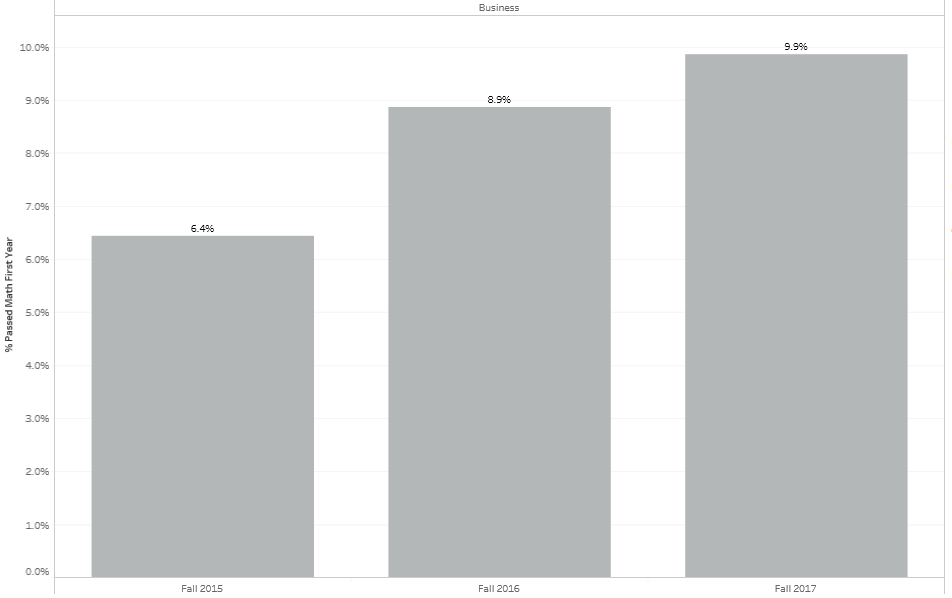 Business
10.0%
9.0%
8.0%
7.0%
6.0%
5.0%
4.0%
3.0%
2.0%
1.0%
0.0%
% Passed Math First Year
6.4%
8.9%
9.9%
Fall 2015
Fall 2016
Fall 2017